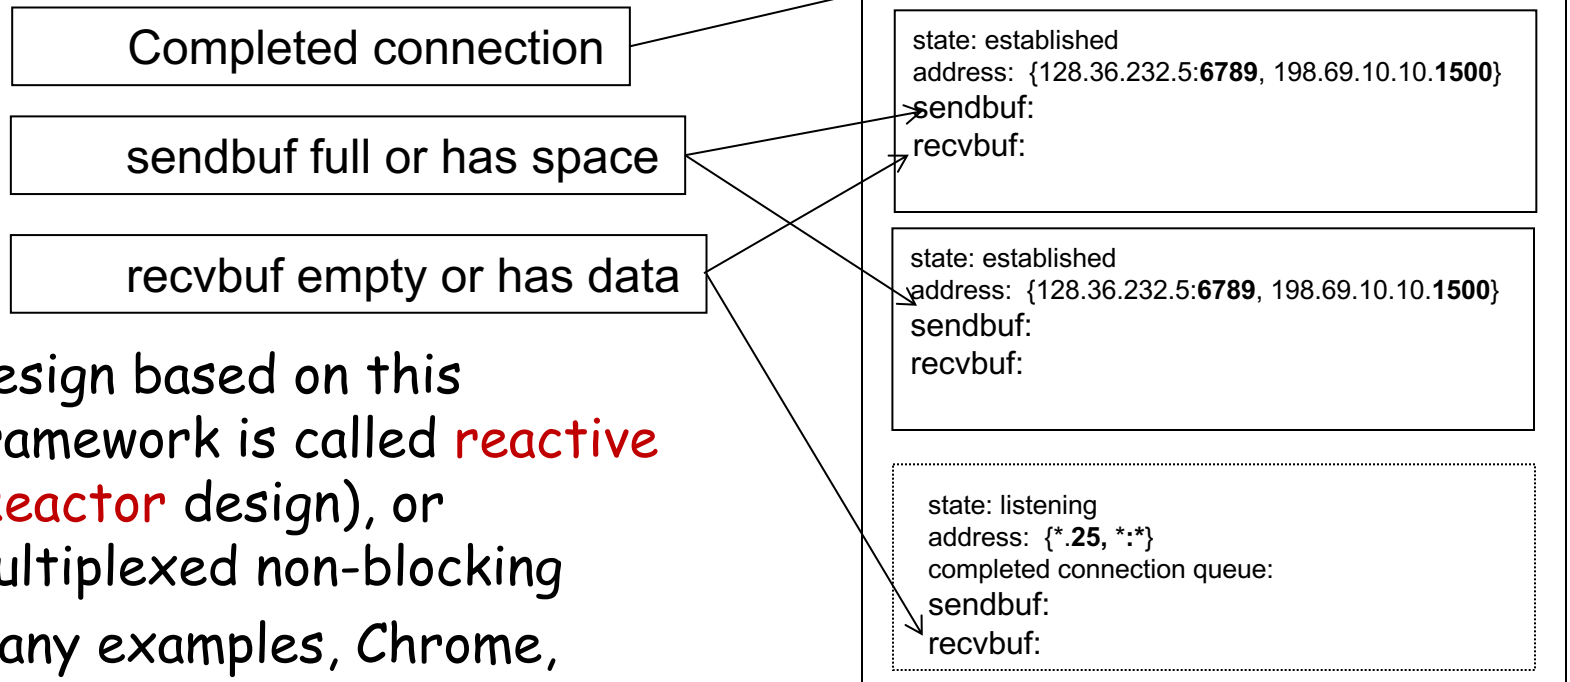 Completed connection
sendbuf full or has space
recvbuf empty or has data
esign based on this
ramework is called reactive
eactor design), or
ultiplexed non-blocking
any examples, Chrome,
state: established
address: {128.36.232.5:6789, 198.69.10.10.1500}
sendbuf:
recvbuf:
state: established
address: {128.36.232.5:6789, 198.69.10.10.1500}
sendbuf:
recvbuf:
state: listening
address: {*.25, *:*}
completed connection queue:
sendbuf:
recvbuf: